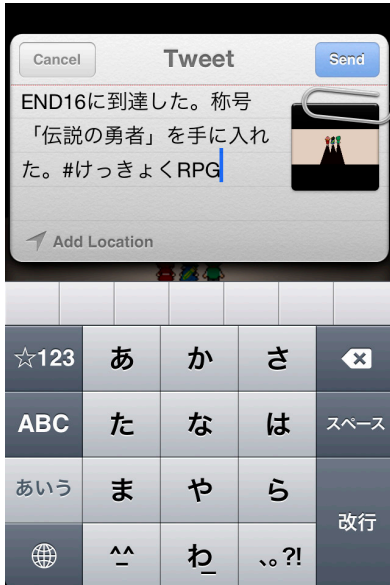 Cancel Tweet Send
END16に到達した。称号
「伝説の勇者」を手に入れ
た。#けっきょくRPG
Add Location
☆123 あ か さ
ABC た な は スペース
あいう ま や ら
改行
^^ わ 、。?!